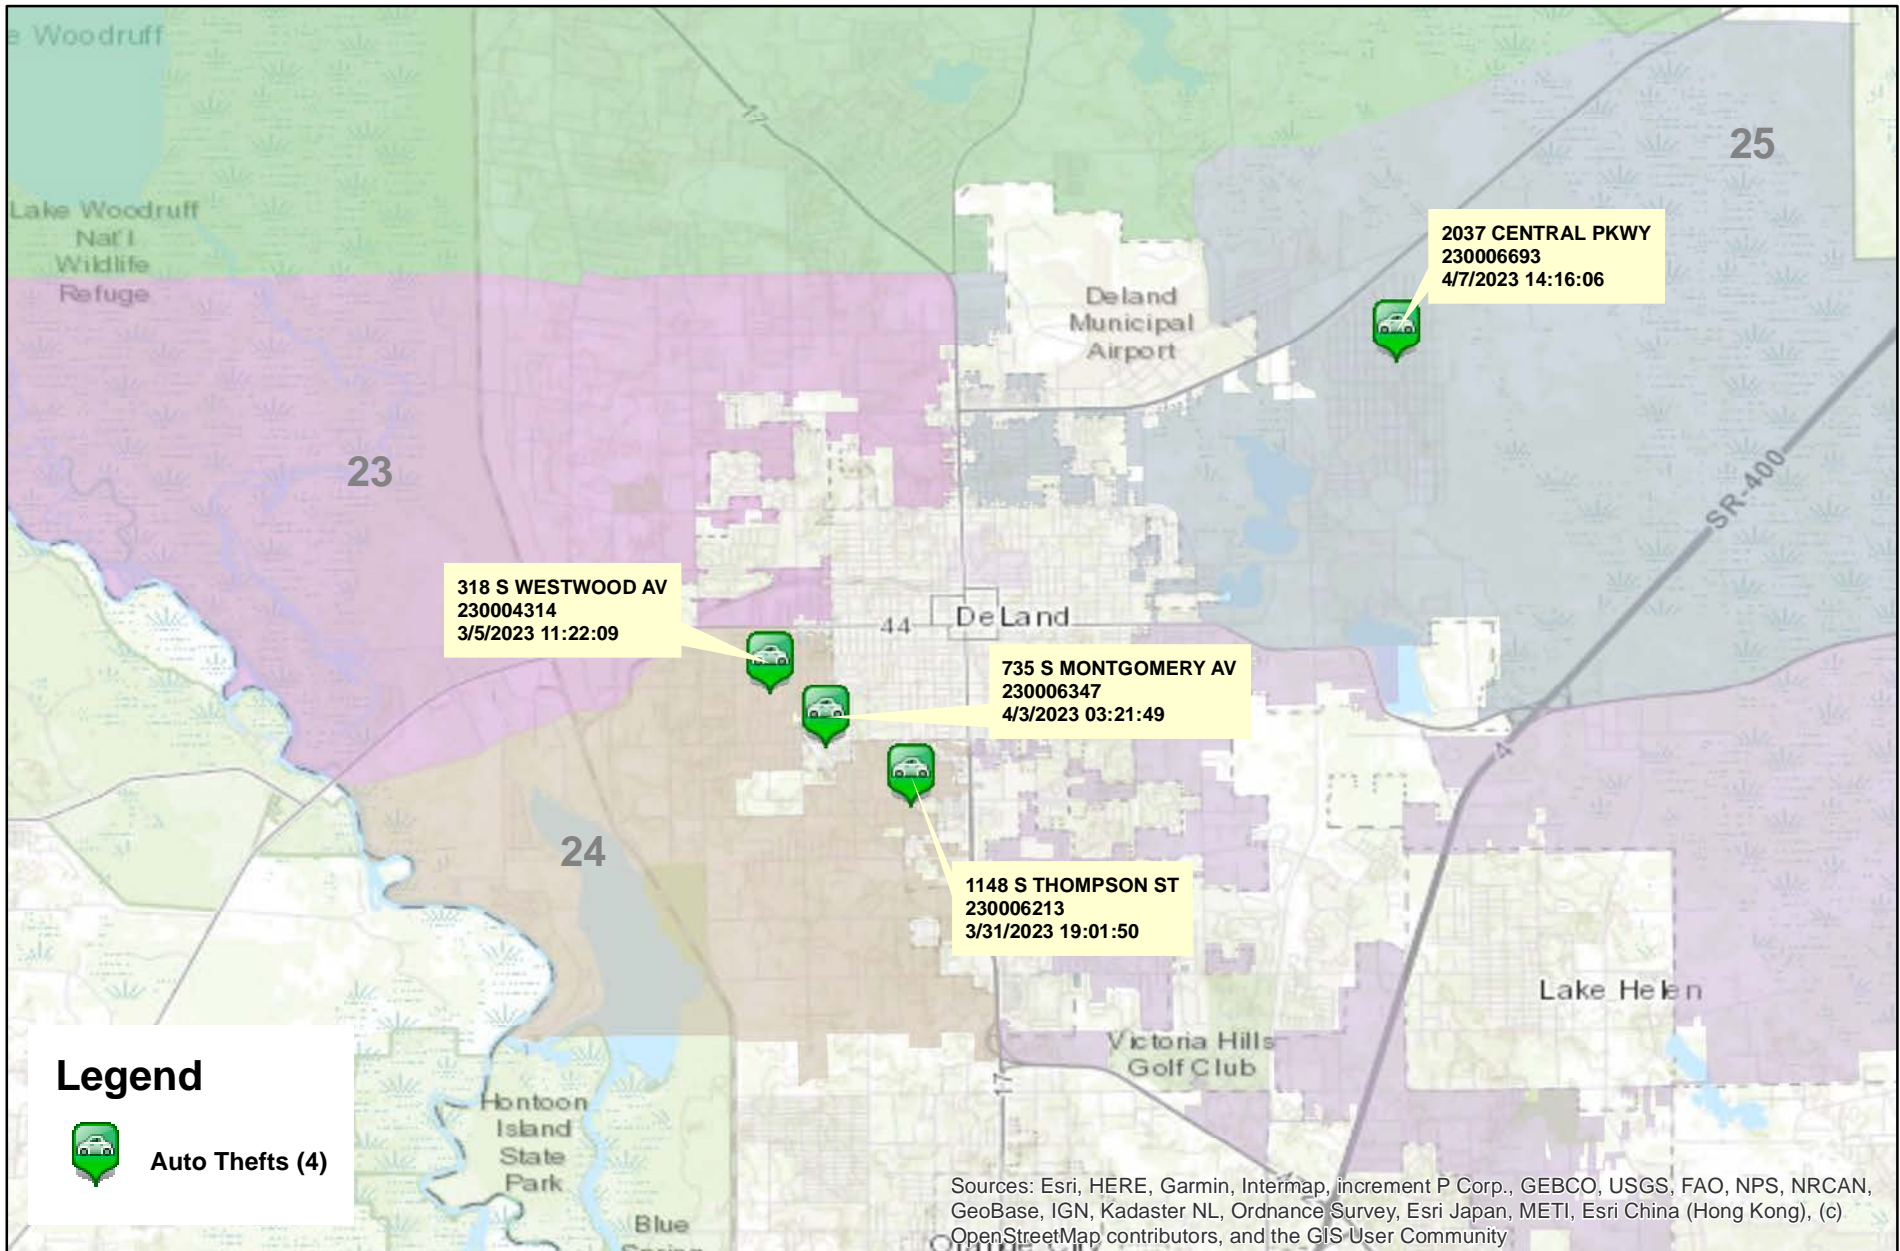 e Woodruff
17
25
Lake Woodruff
Nat'l
Wildlife
Refuge
2037 CENTRAL PKWY
230006693
4/7/2023 14:16:06
Deland
Municipal
Airport
23
SR-400
318 S WESTWOOD AV
230004314
3/5/2023 11:22:09
44
DeLand
735 S MONTGOMERY AV
230006347
4/3/2023 03:21:49
4
24
1148 S THOMPSON ST
230006213
3/31/2023 19:01:50
Lake Helen
Victoria Hills
Golf Club
17
Legend
Auto Thefts (4)
Hontoon
Island
State
Park
Blue
4
Sources: Esri, HERE, Garmin, Intermap, increment P Corp., GEBCO, USGS, FAO, NPS, NRCAN,
GeoBase, IGN, Kadaster NL, Ordnance Survey, Esri Japan, METI, Esri China (Hong Kong), (c)
OpenStreetMap contributors, and the GIS User Community